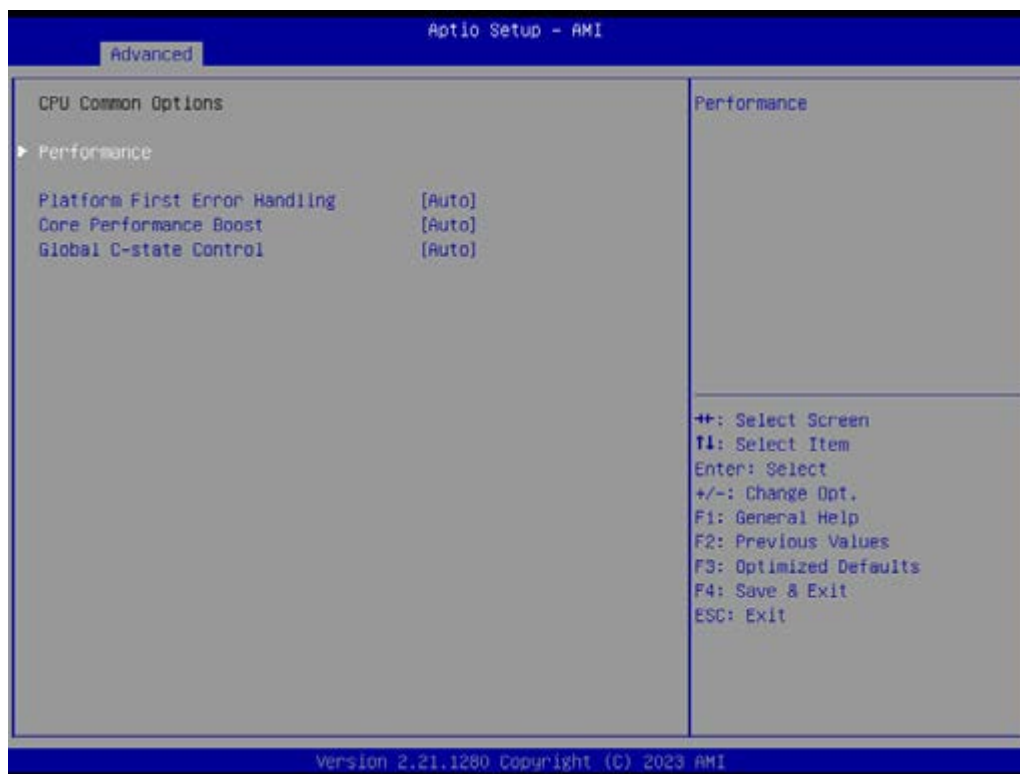 Aptio Setup - AMI
Advanced
CPU Common Options
Performance
Platform First Error Handling [Auto]
Core Performance Boost [Auto]
Global C-state Control [Auto]
Performance
→←: Select Screen
↑↓: Select Item
Enter: Select
+/-: Change Opt.
F1: General Help
F2: Previous Values
F3: Optimized Defaults
F4: Save & Exit
ESC: Exit
Version 2.21.1280 Copyright (C) 2023 AMI